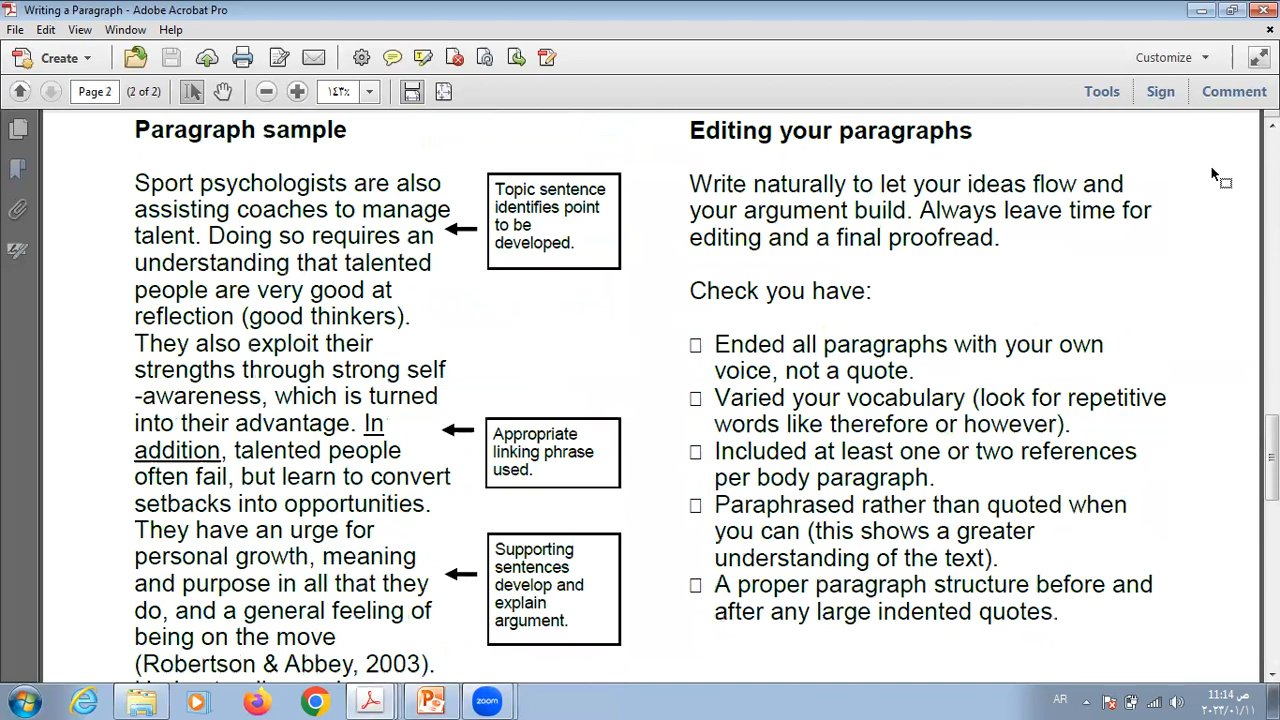 Writing a Paragraph - Adobe Acrobat Pro
File Edit View Window Help
Create
Customize
Page 2 (2 of 2) ١٤٣٪
Tools Sign Comment
Paragraph sample
Sport psychologists are also
assisting coaches to manage
talent. Doing so requires an
understanding that talented
people are very good at
reflection (good thinkers).
They also exploit their
strengths through strong self
-awareness, which is turned
into their advantage. In
addition, talented people
often fail, but learn to convert
setbacks into opportunities.
They have an urge for
personal growth, meaning
and purpose in all that they
do, and a general feeling of
being on the move
(Robertson & Abbey, 2003).
Topic sentence
identifies point
to be
developed.
Appropriate
linking phrase
used.
Supporting
sentences
develop and
explain
argument.
Editing your paragraphs
Write naturally to let your ideas flow and
your argument build. Always leave time for
editing and a final proofread.
Check you have:
Ended all paragraphs with your own
voice, not a quote.
Varied your vocabulary (look for repetitive
words like therefore or however).
Included at least one or two references
per body paragraph.
Paraphrased rather than quoted when
you can (this shows a greater
understanding of the text).
A proper paragraph structure before and
after any large indented quotes.
zoom
AR
11:14 ص
٢٠٢٣/٠١/١١